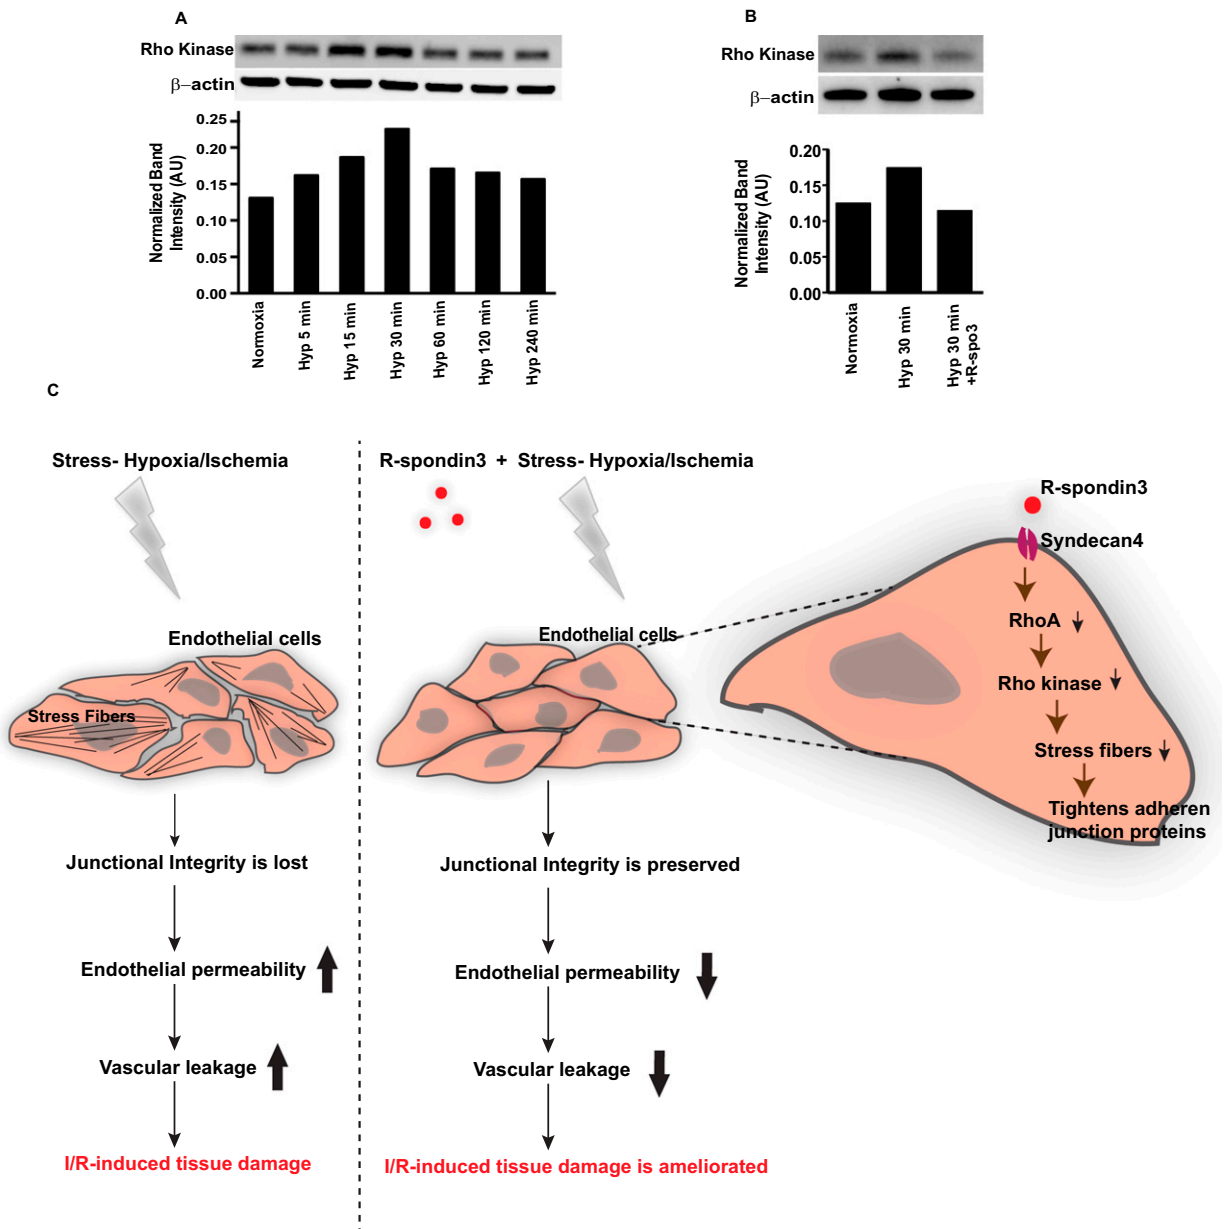 A
Rho Kinase
β–actin
Normalized Band
Intensity (AU)
0.25
0.20
0.15
0.10
0.05
0.00
Normoxia
Hyp 5 min
Hyp 15 min
Hyp 30 min
Hyp 60 min
Hyp 120 min
Hyp 240 min
B
Rho Kinase
β–actin
Normalized Band
Intensity (AU)
0.20
0.15
0.10
0.05
0.00
Normoxia
Hyp 30 min
Hyp 30 min
+R-spo3
C
Stress- Hypoxia/Ischemia
Endothelial cells
Stress Fibers
Junctional Integrity is lost
Endothelial permeability
Vascular leakage
I/R-induced tissue damage
R-spondin3 + Stress- Hypoxia/Ischemia
Endothelial cells
Junctional Integrity is preserved
Endothelial permeability
Vascular leakage
I/R-induced tissue damage is ameliorated
R-spondin3
Syndecan4
RhoA
Rho kinase
Stress fibers
Tightens adheren
junction proteins